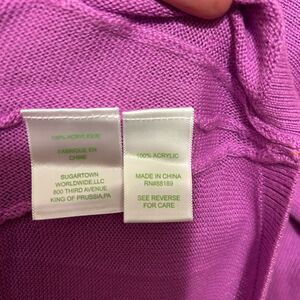 100% ACRYLIQUE
FABRIQUE EN
CHINE
SUGARTOWN
WORLDWIDE,LLC
800 THIRD AVENUE
KING OF PRUSSIA,PA
100% ACRYLIC
MADE IN CHINA
RN#88189
SEE REVERSE
FOR CARE